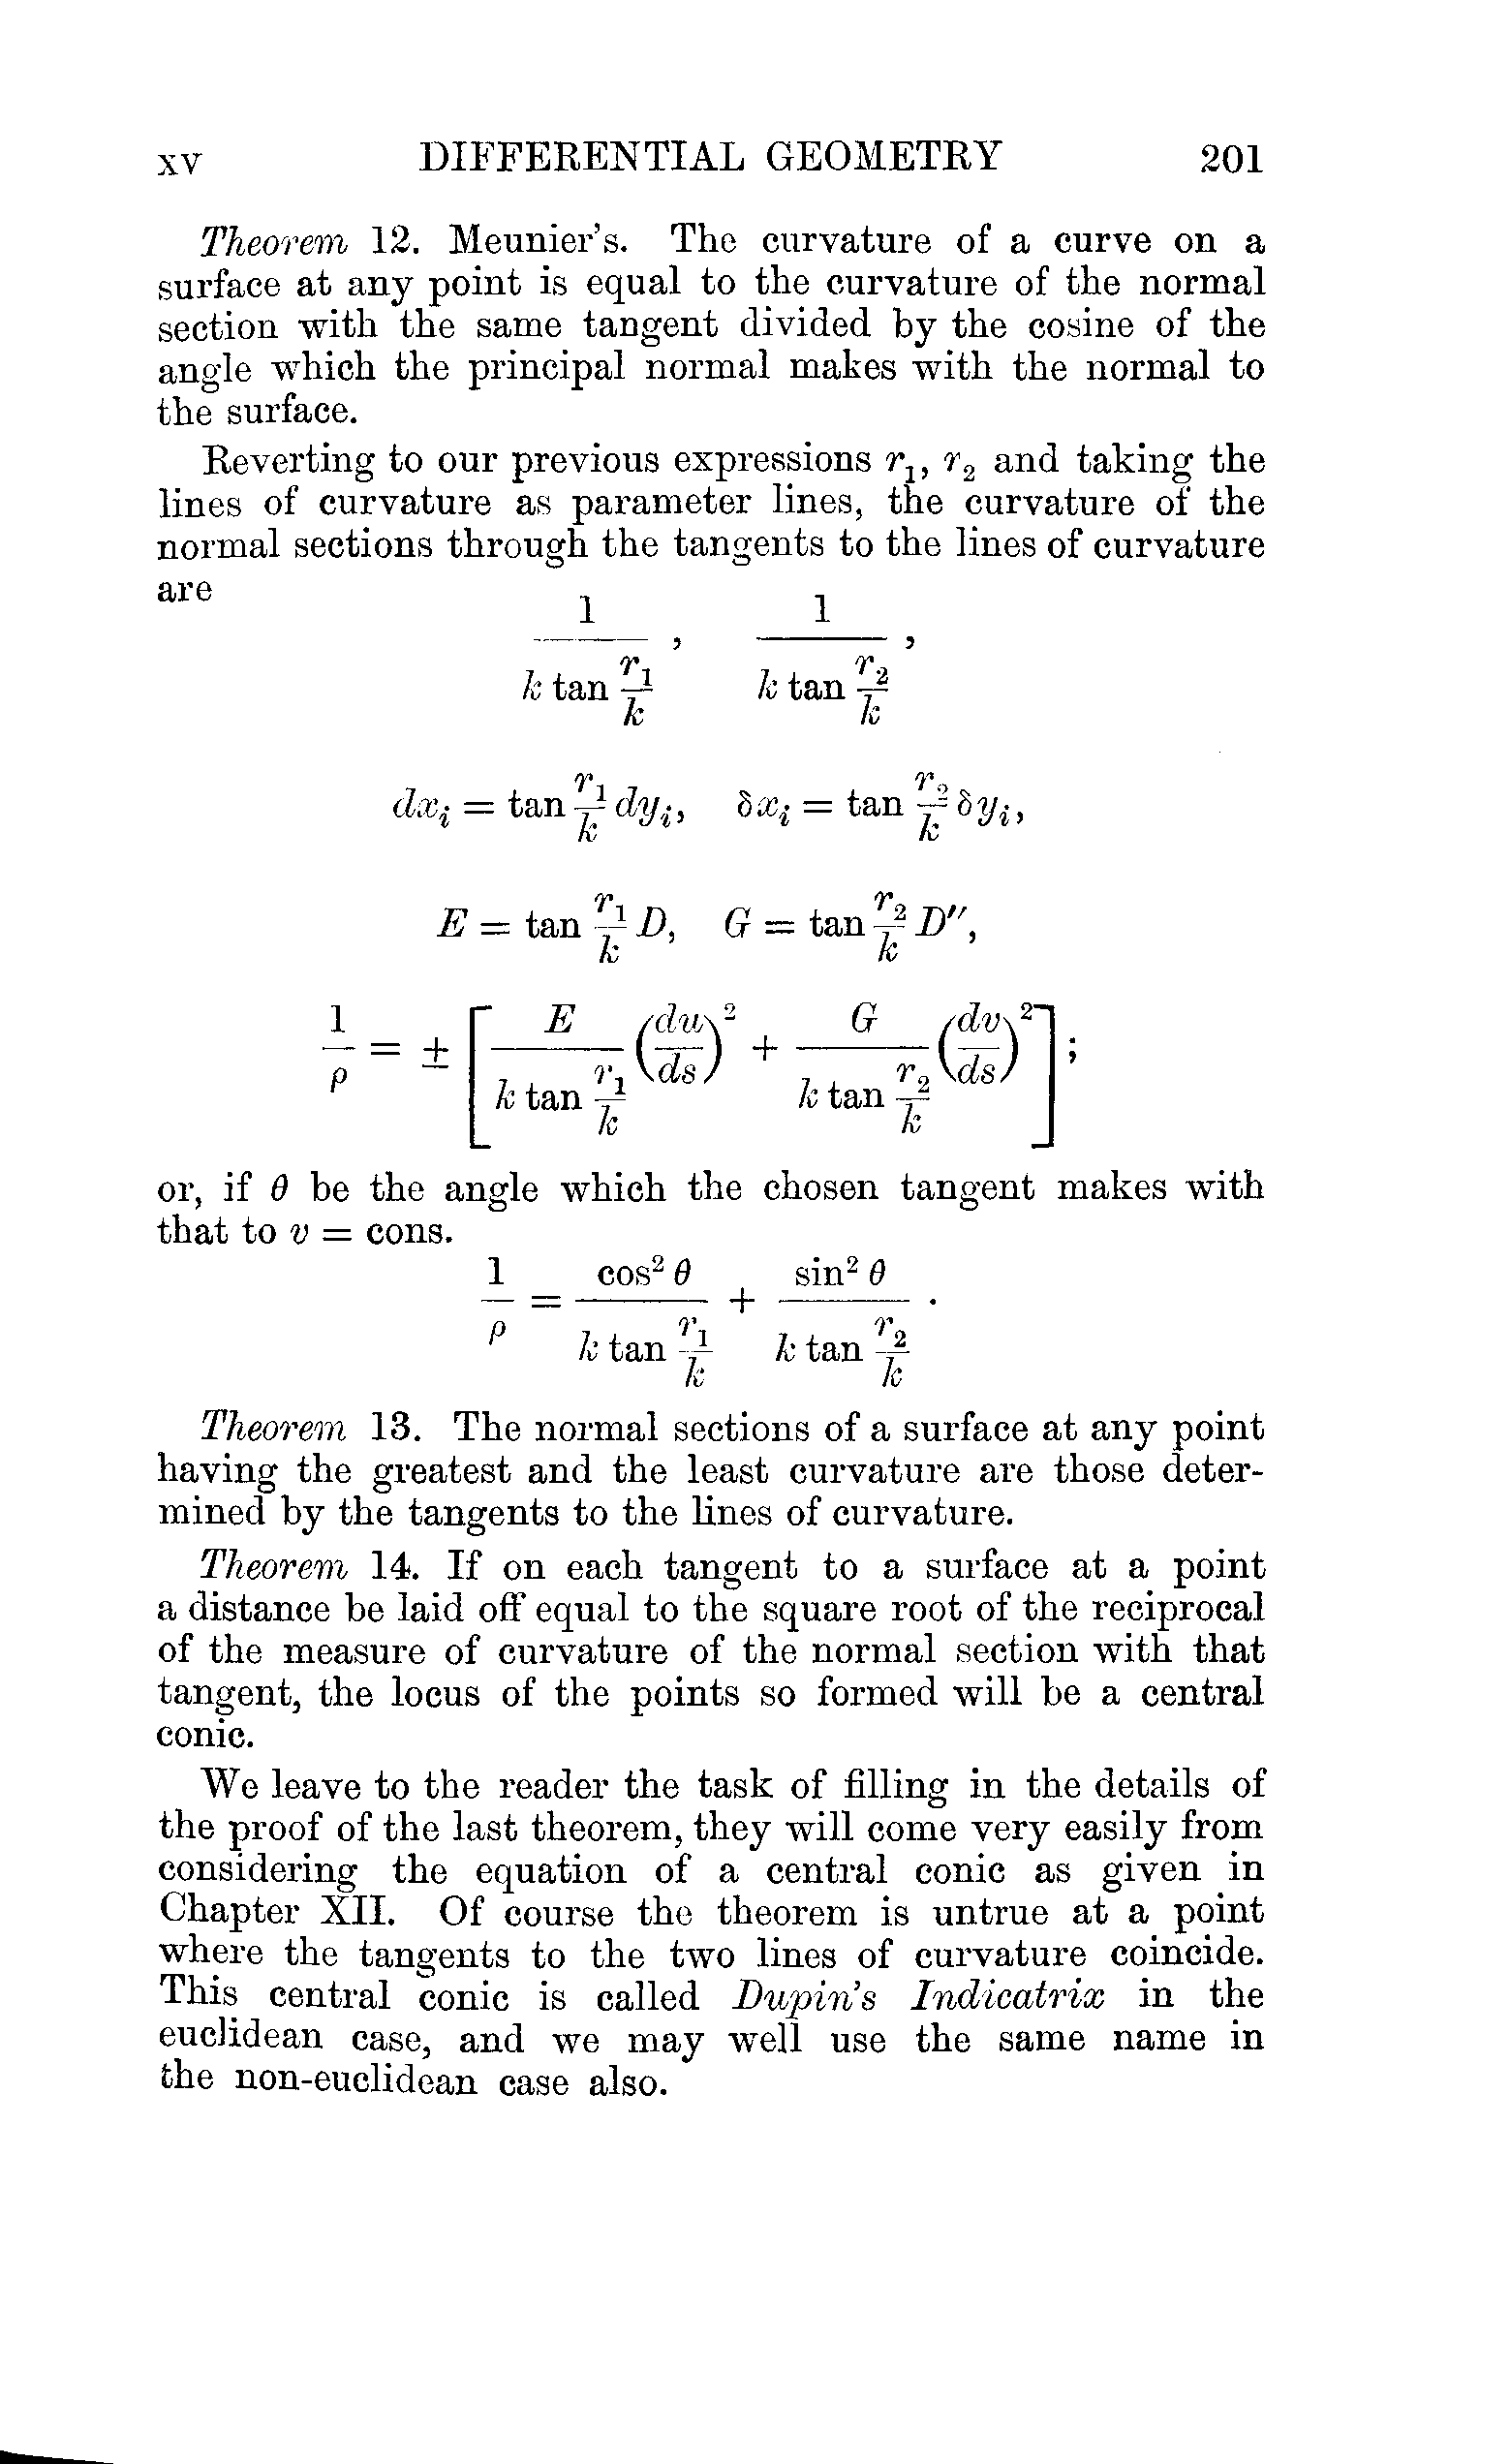 XV DIFFERENTIAL GEOMETRY 201
Theorem 12. Meunier's. The curvature of a curve on a
surface at any point is equal to the curvature of the normal
section with the same tangent divided by the cosine of the
angle which the principal normal makes with the normal to
the surface.
Reverting to our previous expressions r₁, r₂ and taking the
lines of curvature as parameter lines, the curvature of the
normal sections through the tangents to the lines of curvature
are
\frac{1}{k \tan \frac{r_1}{k}}, \frac{1}{k \tan \frac{r_2}{k}},
dx_i = \tan \frac{r_1}{k} dy_i, \delta x_i = \tan \frac{r_2}{k} \delta y_i,
E = \tan \frac{r_1}{k} D, G = \tan \frac{r_2}{k} D'',
\frac{1}{\rho} = \pm \left[ \frac{E}{k \tan \frac{r_1}{k}} \left(\frac{du}{ds}\right)^2 + \frac{G}{k \tan \frac{r_2}{k}} \left(\frac{dv}{ds}\right)^2 \right];
or, if θ be the angle which the chosen tangent makes with
that to v = cons.
\frac{1}{\rho} = \frac{\cos^2 \theta}{k \tan \frac{r_1}{k}} + \frac{\sin^2 \theta}{k \tan \frac{r_2}{k}}.
Theorem 13. The normal sections of a surface at any point
having the greatest and the least curvature are those deter-
mined by the tangents to the lines of curvature.
Theorem 14. If on each tangent to a surface at a point
a distance be laid off equal to the square root of the reciprocal
of the measure of curvature of the normal section with that
tangent, the locus of the points so formed will be a central
conic.
We leave to the reader the task of filling in the details of
the proof of the last theorem, they will come very easily from
considering the equation of a central conic as given in
Chapter XII. Of course the theorem is untrue at a point
where the tangents to the two lines of curvature coincide.
This central conic is called Dupin's Indicatrix in the
euclidean case, and we may well use the same name in
the non-euclidean case also.